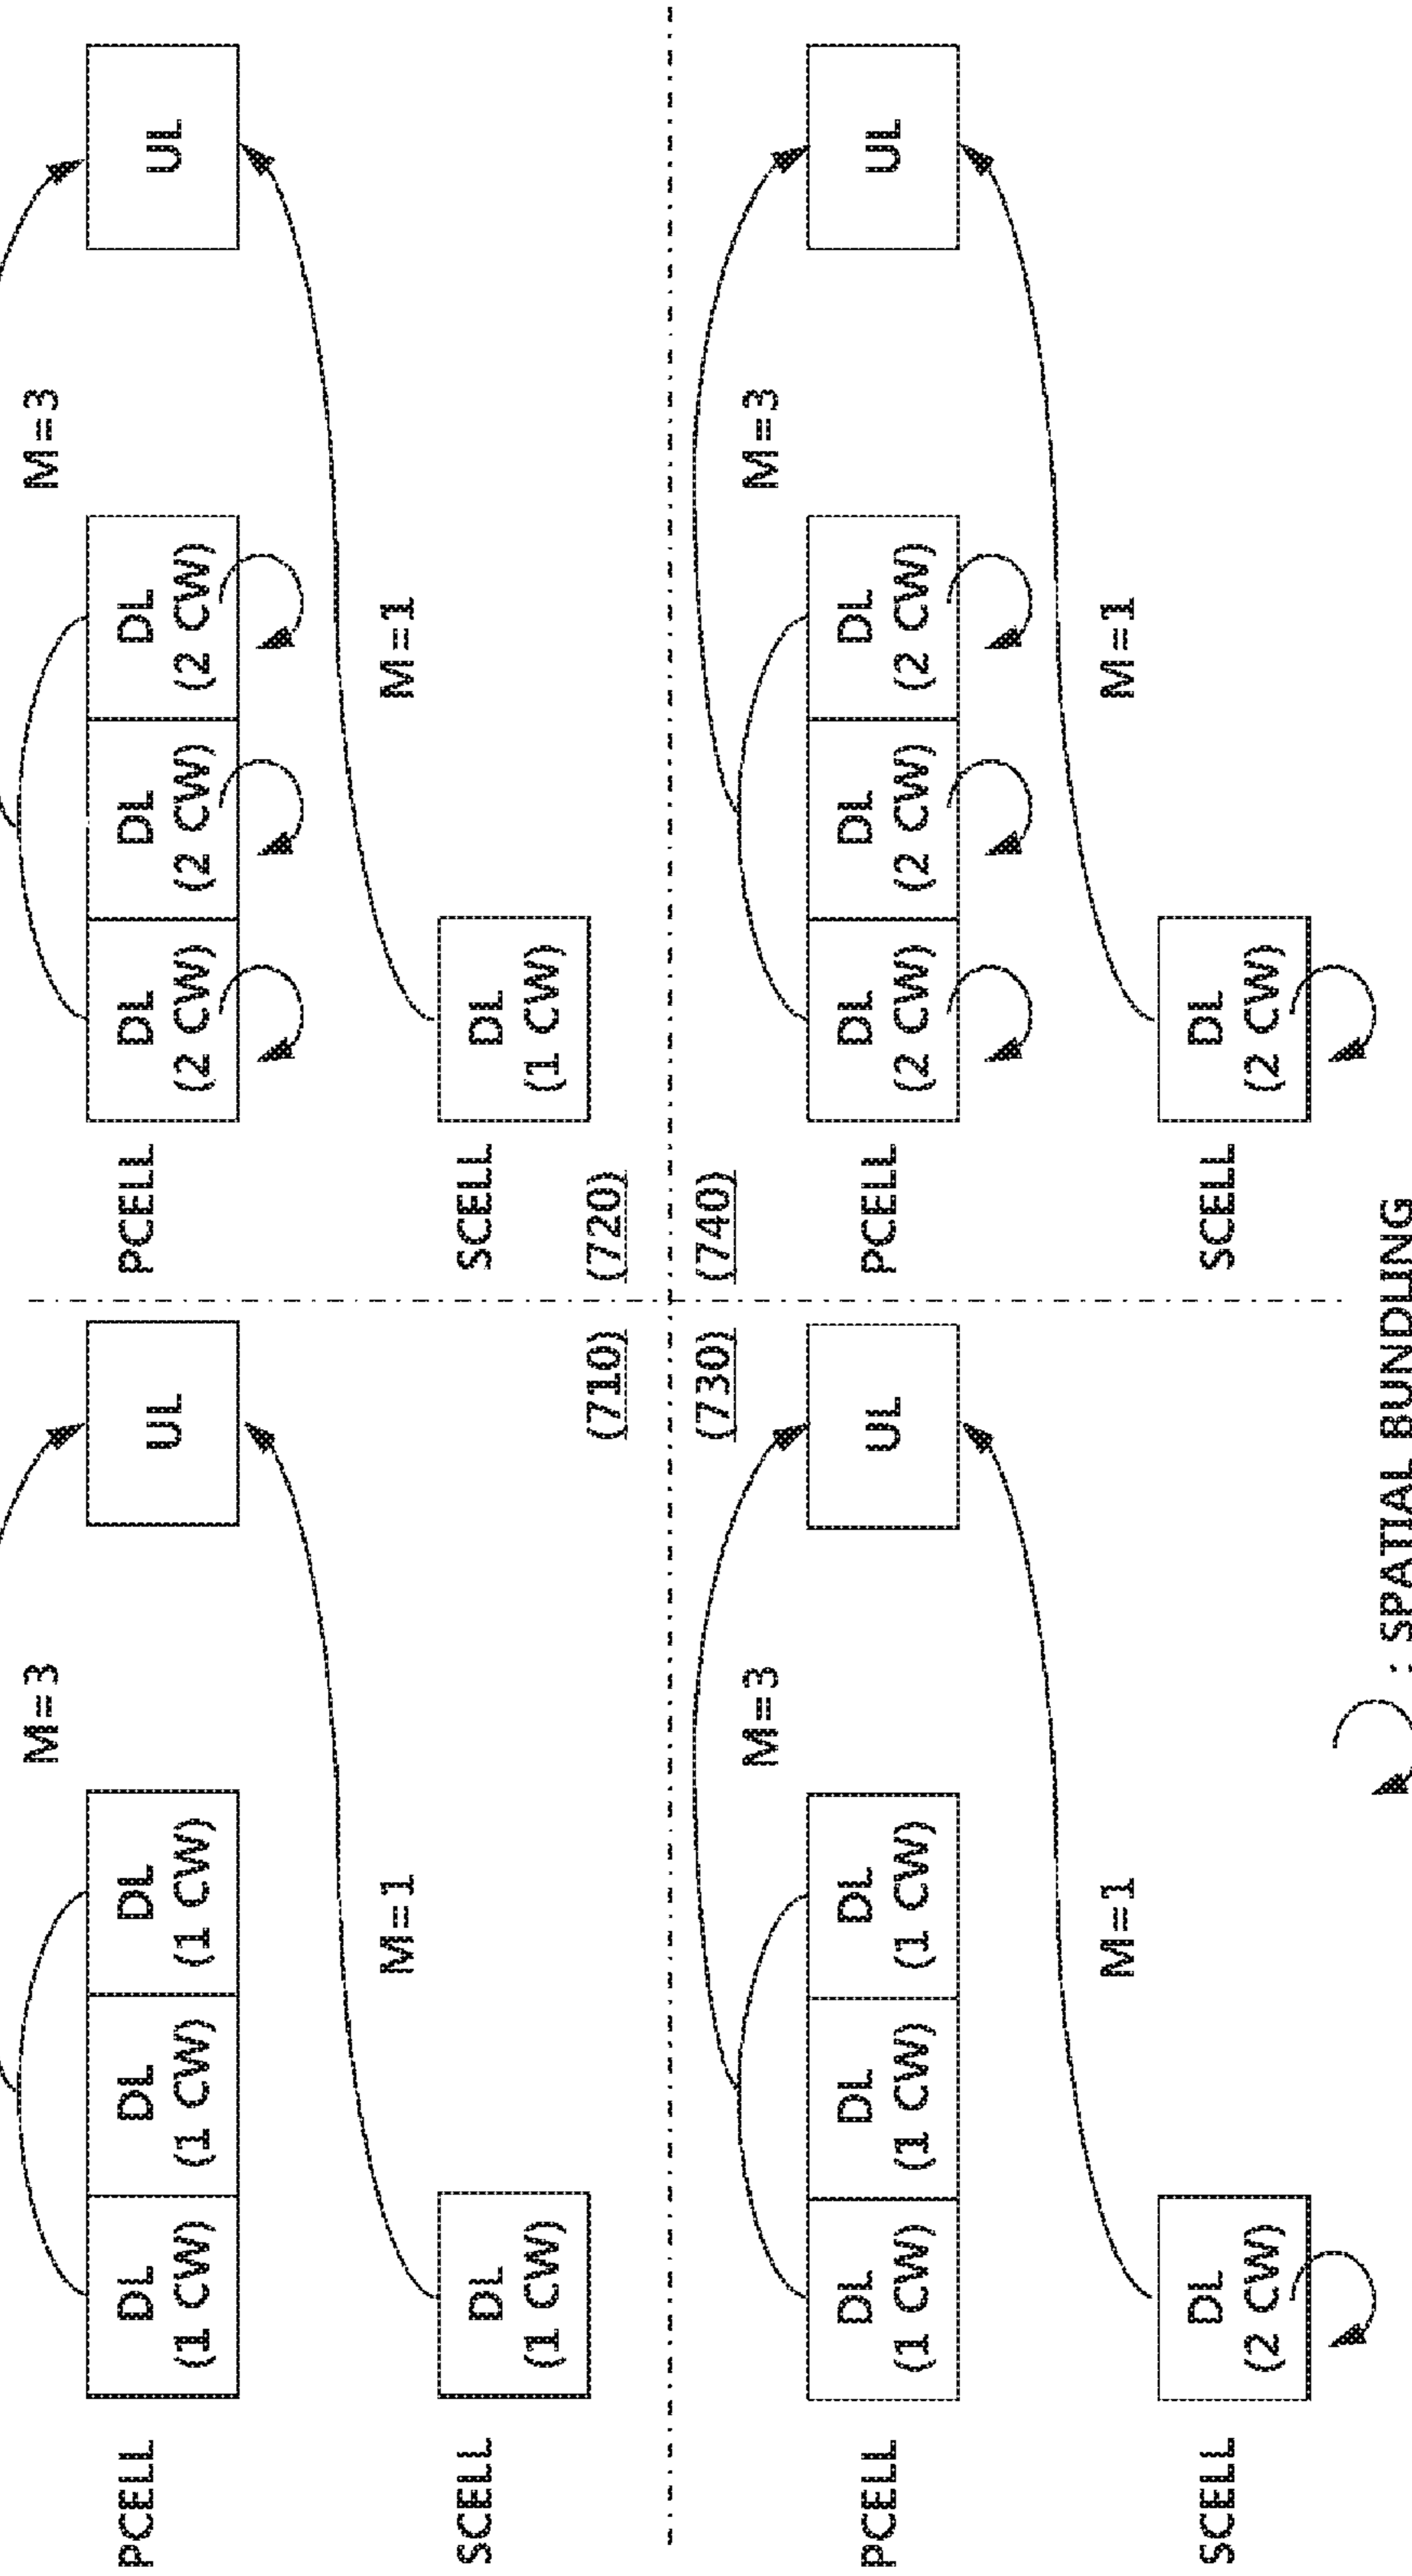 M=3
PCELL
DL
(1 CW)
DL
(1 CW)
DL
(1 CW)
UL
M=1
SCELL
DL
(1 CW)
(710)
M=3
PCELL
DL
(2 CW)
DL
(2 CW)
DL
(2 CW)
UL
M=1
SCELL
DL
(1 CW)
(720)
(730)
M=3
PCELL
DL
(1 CW)
DL
(1 CW)
DL
(1 CW)
UL
M=1
SCELL
DL
(2 CW)
(740)
M=3
PCELL
DL
(2 CW)
DL
(2 CW)
DL
(2 CW)
UL
M=1
SCELL
DL
(2 CW)
: SPATIAL BUNDLING